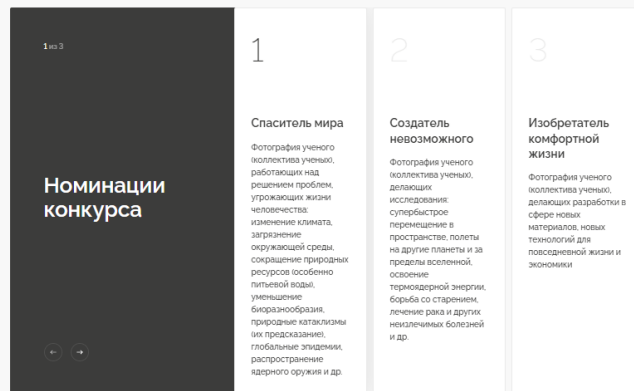 1 из 3
Номинации
конкурса
1
Спаситель мира
Фотография ученого
(коллектива ученых),
работающих над
решением проблем,
угрожающих жизни
человечества:
изменение климата,
загрязнение
окружающей среды,
сокращение природных
ресурсов (особенно
питьевой воды),
уменьшение
биоразнообразия,
природные катаклизмы
(их предсказание),
глобальные эпидемии,
распространение
ядерного оружия и др.
2
Создатель
невозможного
Фотография ученого
(коллектива ученых),
делающих
исследования:
супербыстрое
перемещение в
пространстве, полеты
на другие планеты и за
пределы вселенной,
освоение
термоядерной энергии,
борьба со старением,
лечение рака и других
неизлечимых болезней
и др.
3
Изобретатель
комфортной
жизни
Фотография ученого
(коллектива ученых),
делающих разработки в
сфере новых
материалов, новых
технологий для
повседневной жизни и
экономики